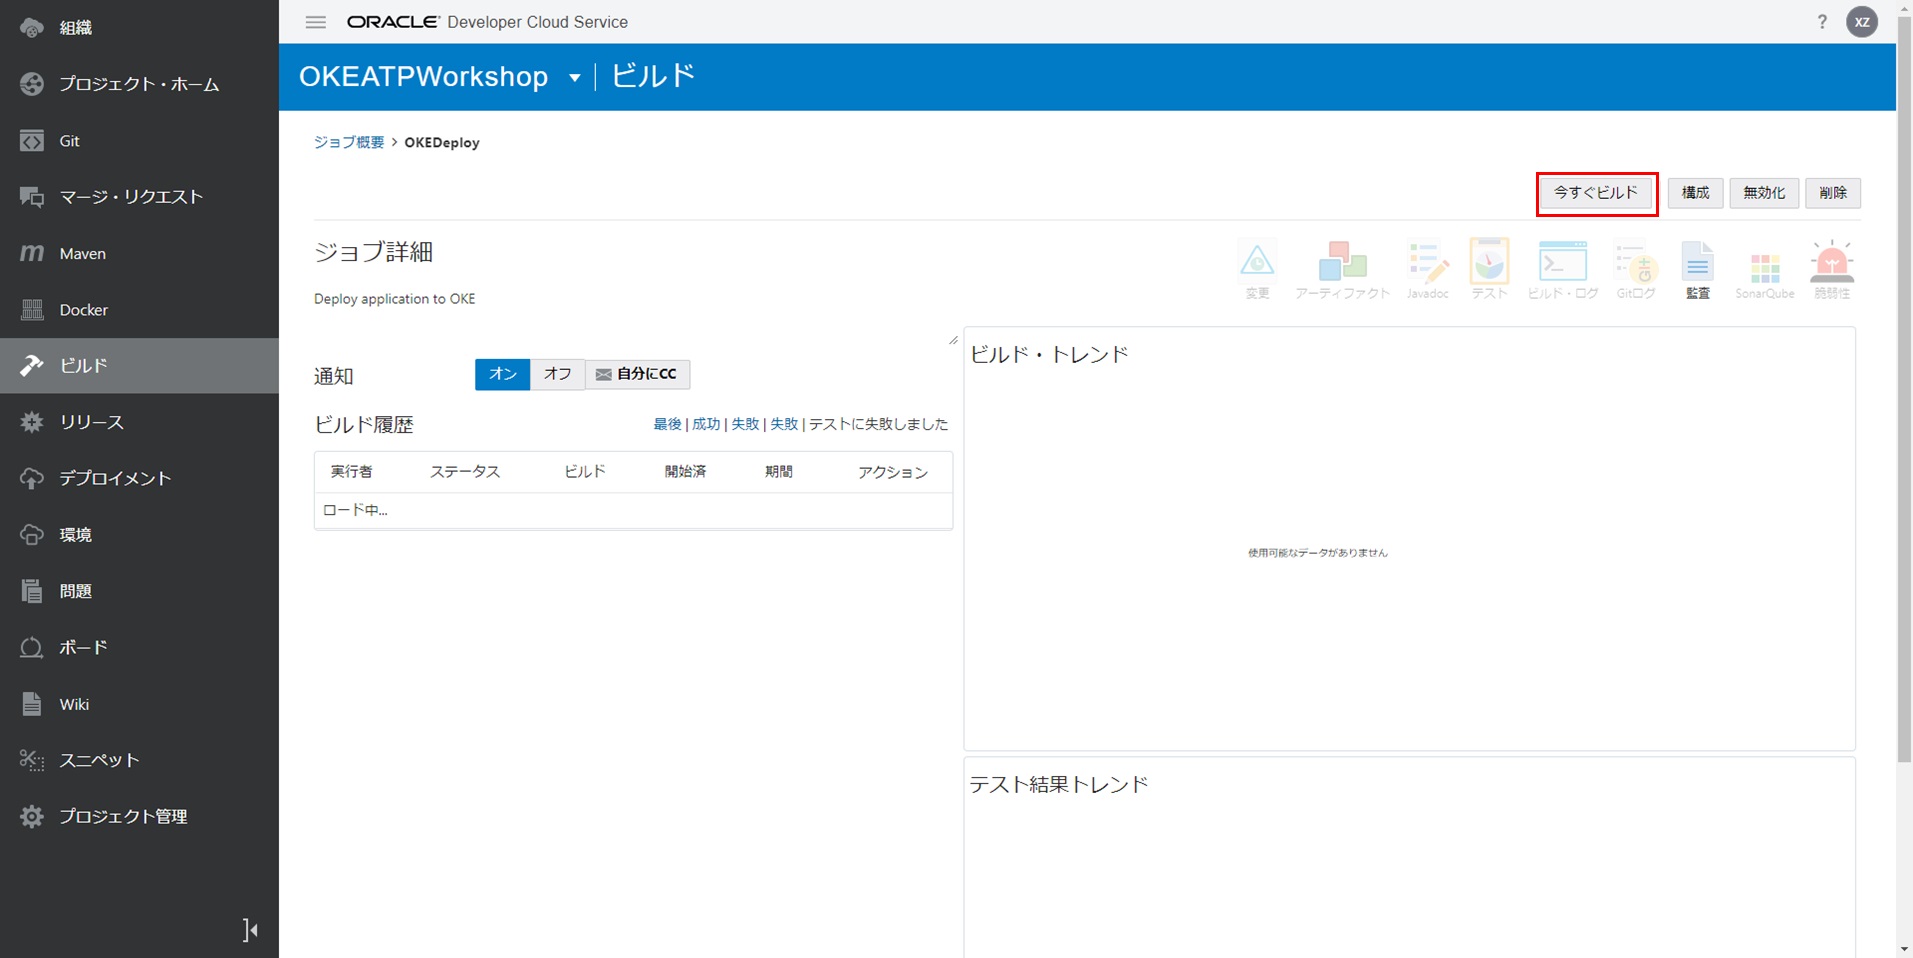 組織
プロジェクト・ホーム
Git
マージ・リクエスト
Maven
Docker
ビルド
リリース
デプロイメント
環境
問題
ボード
Wiki
スニペット
プロジェクト管理
ORACLE Developer Cloud Service
? XZ
OKEATPWorkshop | ビルド
ジョブ概要 > OKEDeploy
今すぐビルド 構成 無効化 削除
ジョブ詳細
変更 アーティファクト Javadoc テスト ビルド・ログ Gitログ 監査 SonarQube 脆弱性
Deploy application to OKE
通知 オン オフ 自分にCC
ビルド履歴 最後 | 成功 | 失敗 | 失敗 | テストに失敗しました
実行者 ステータス ビルド 開始済 期間 アクション
ロード中...
ビルド・トレンド
使用可能なデータがありません
テスト結果トレンド